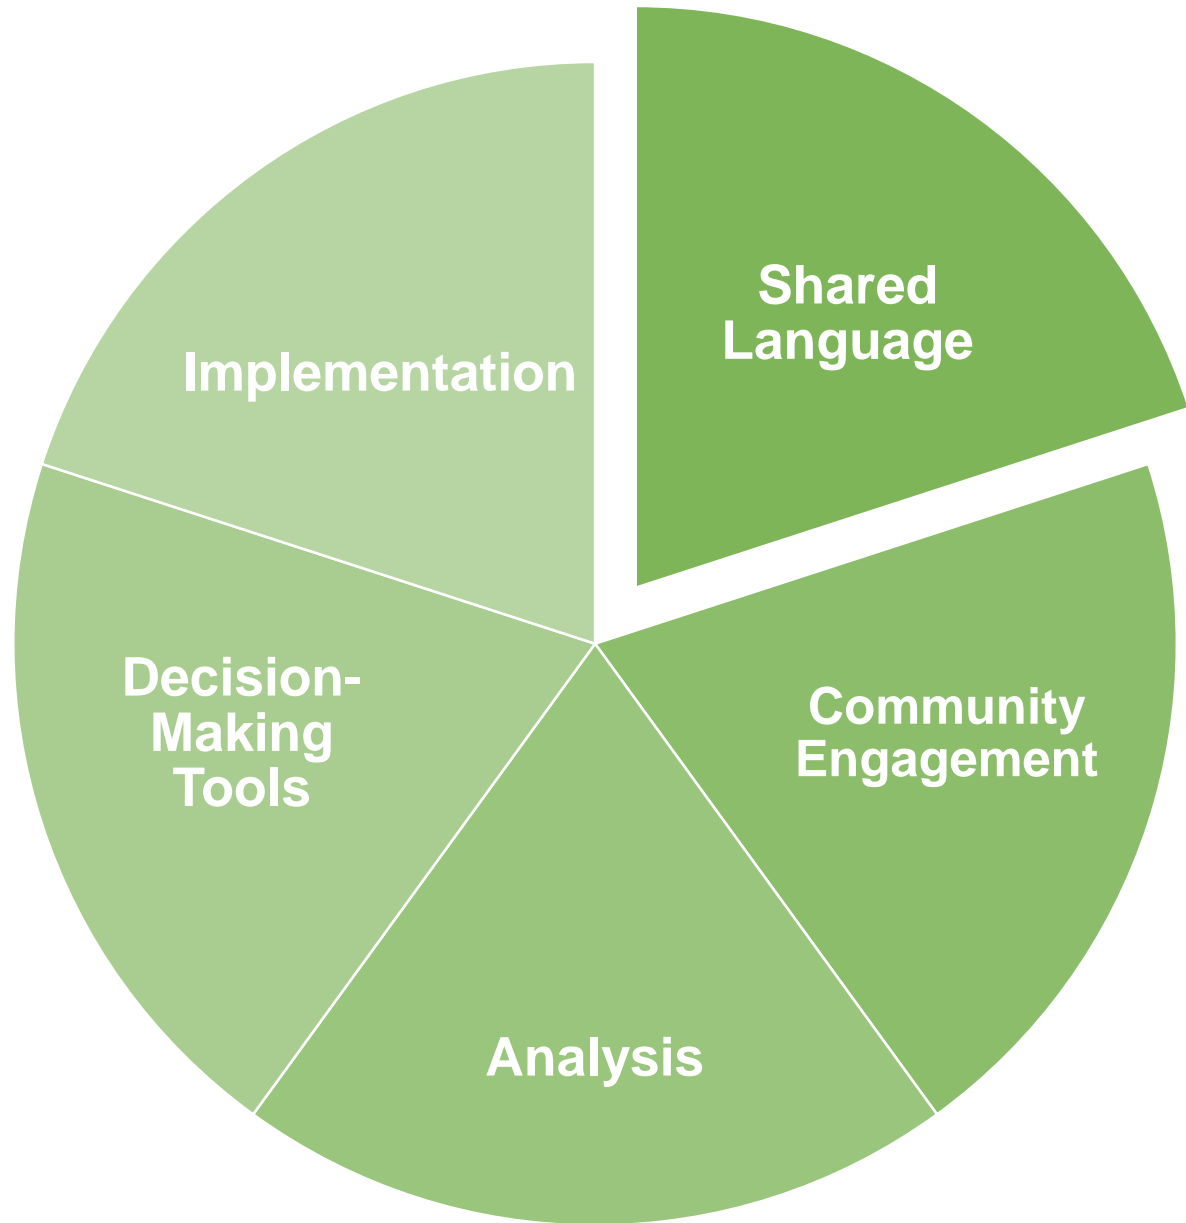 Shared
Language
Community
Engagement
Analysis
Decision-
Making
Tools
Implementation